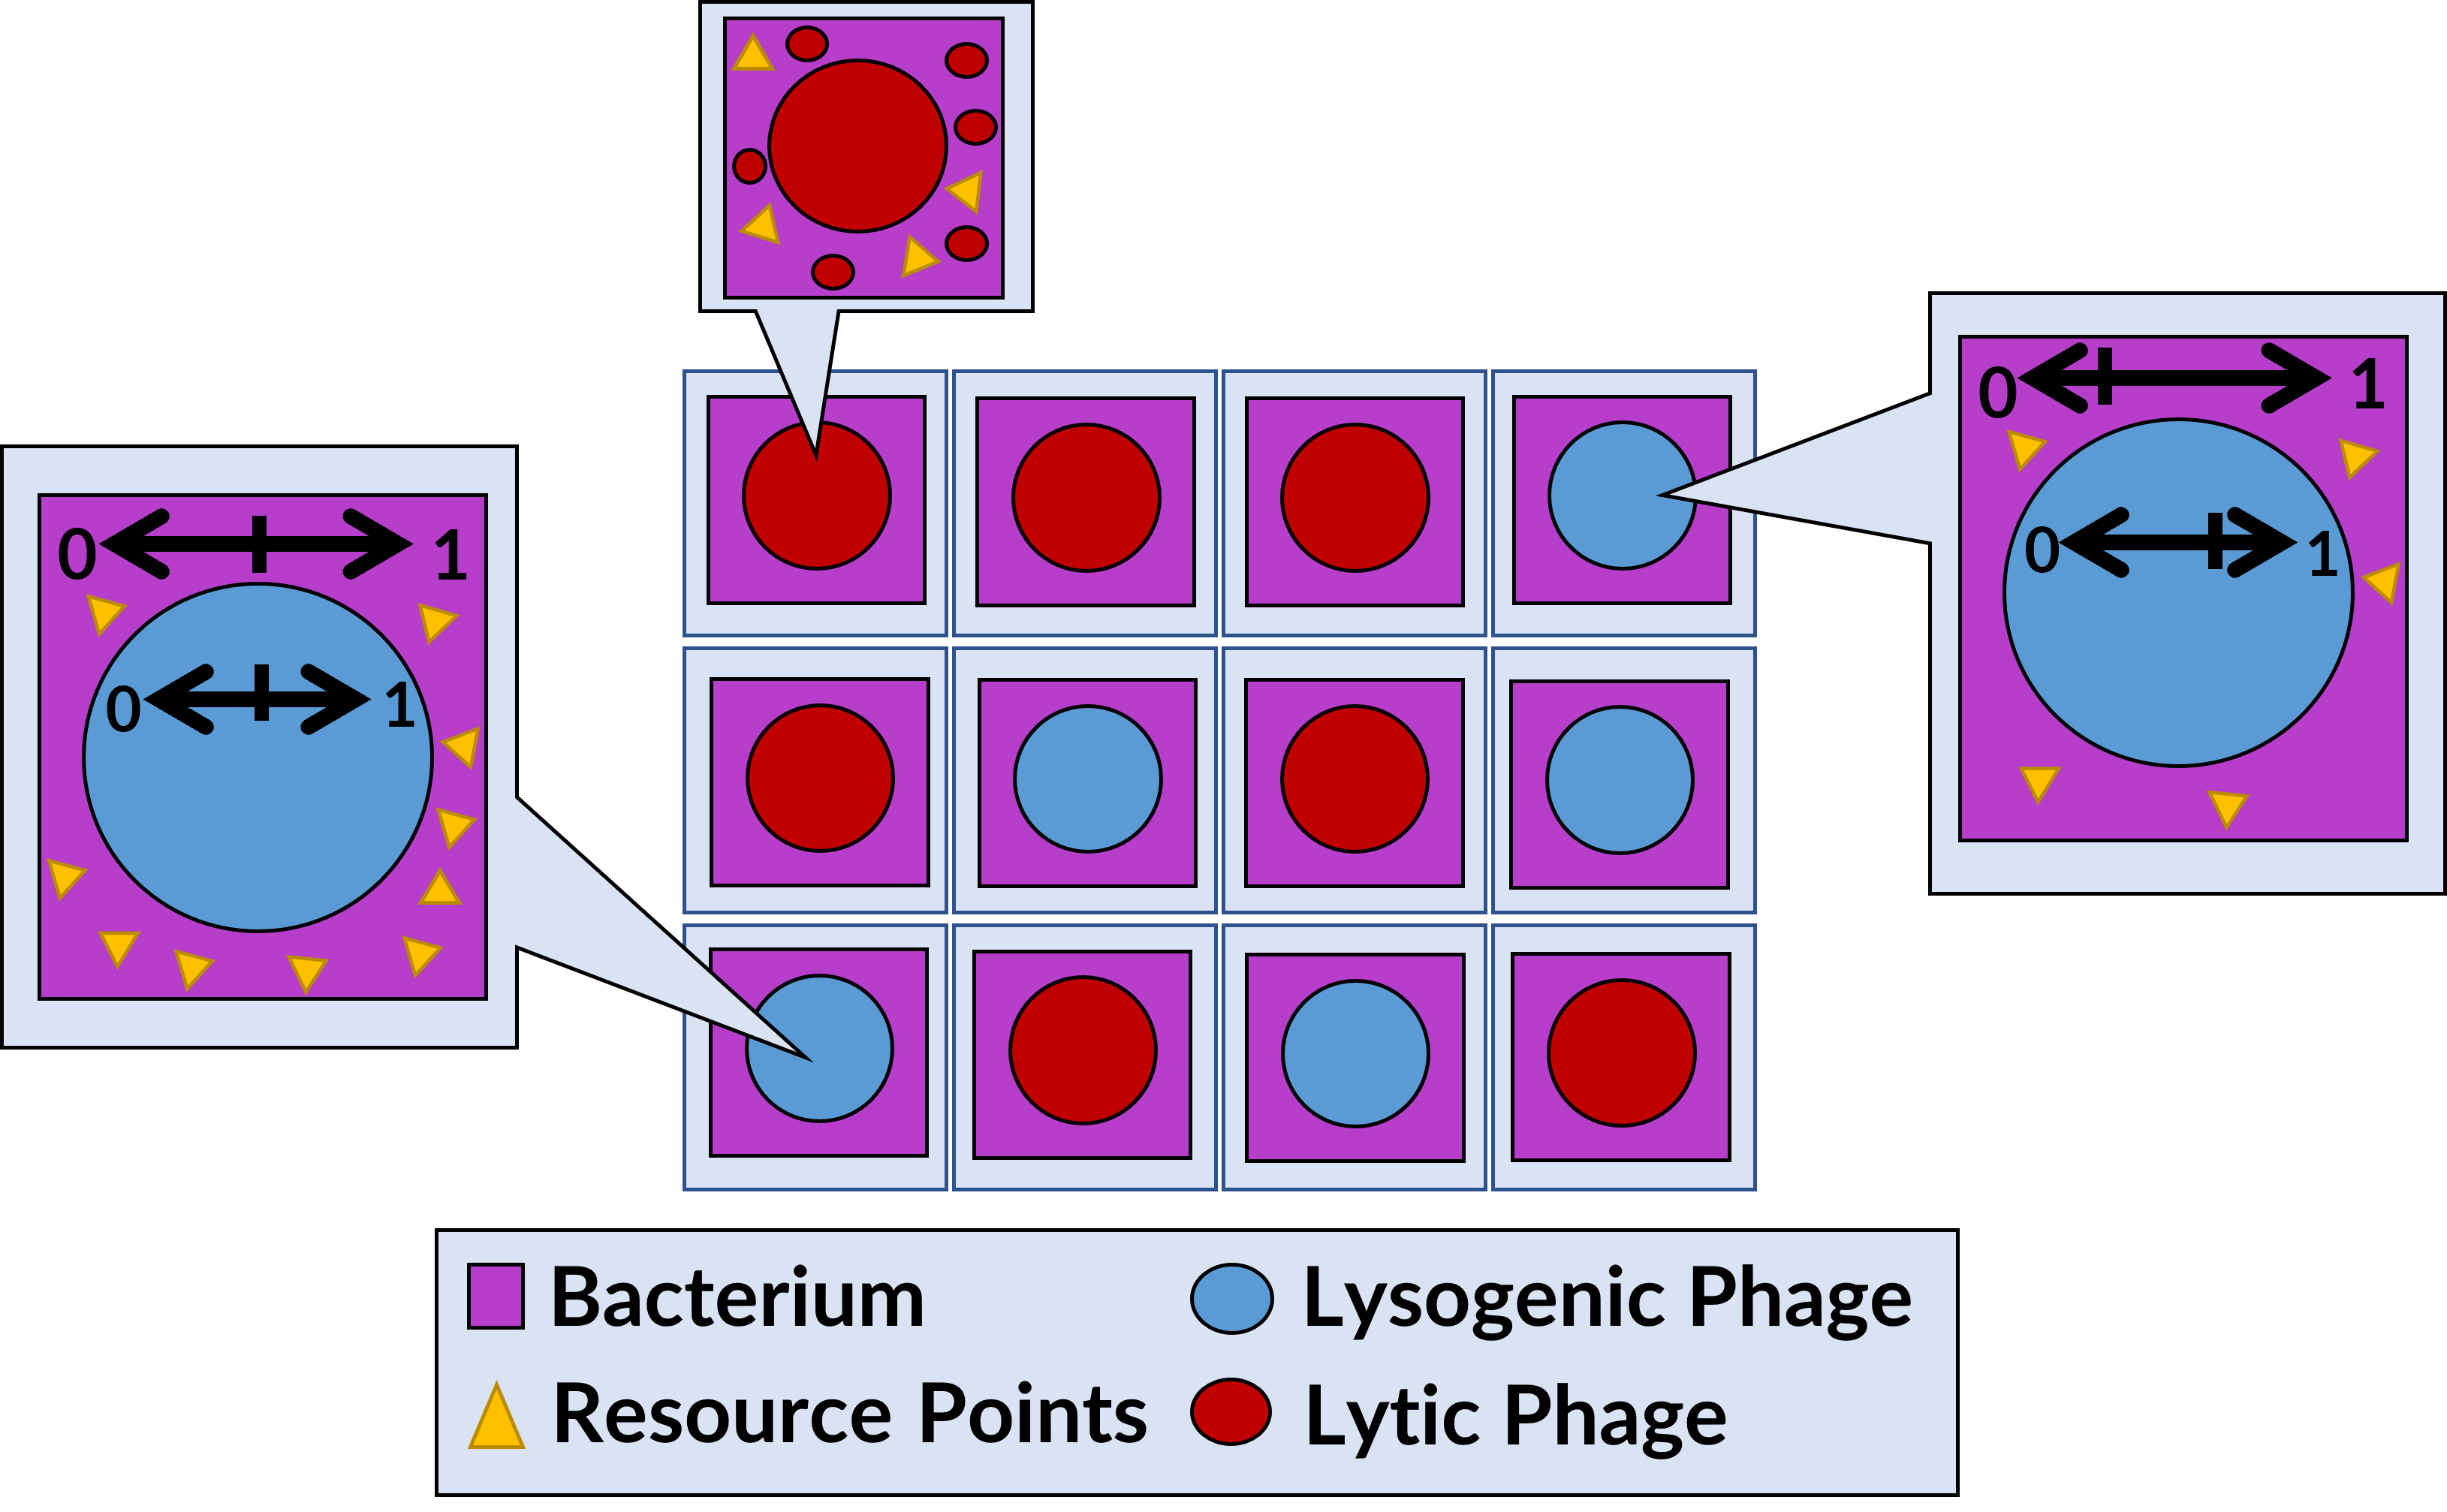 0 1
0 1
0 1
0 1
Bacterium
Lysogenic Phage
Resource Points
Lytic Phage